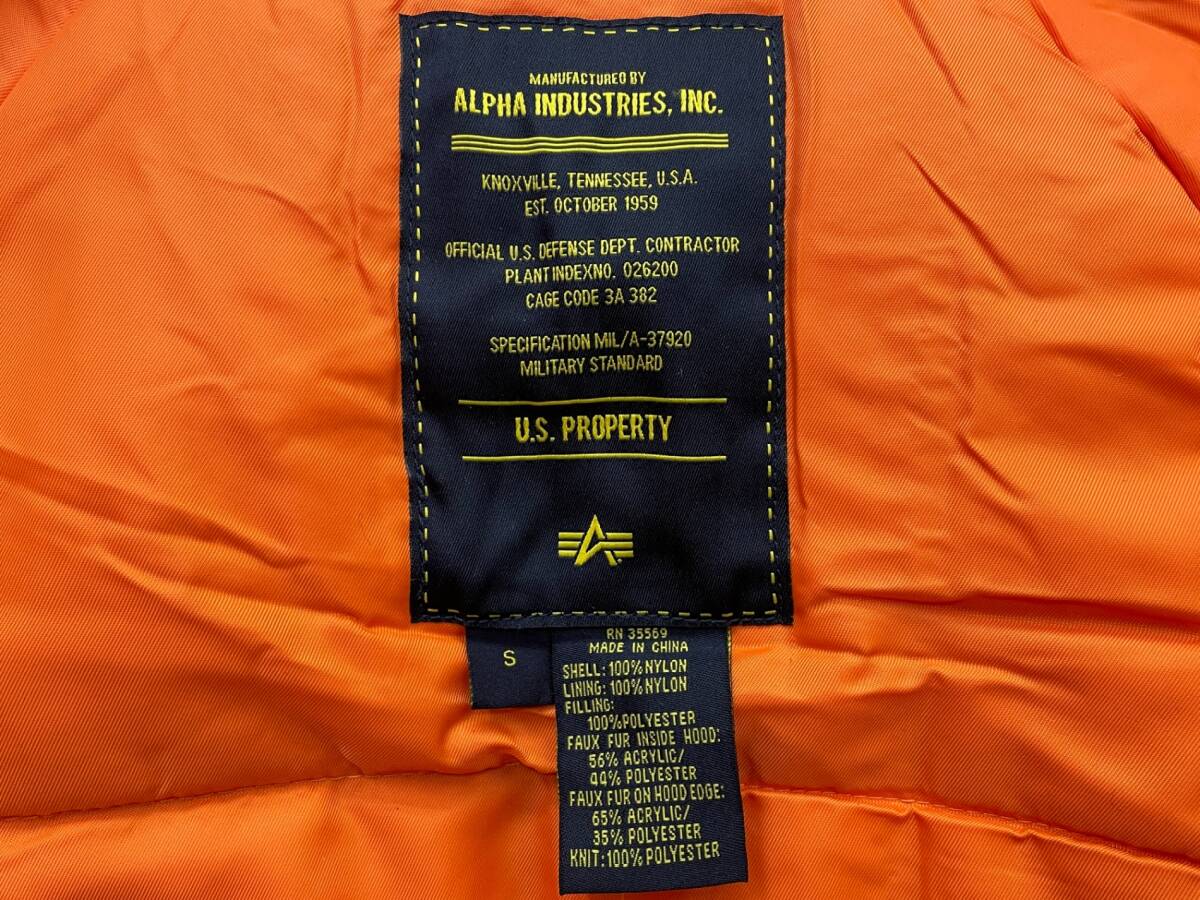 MANUFACTURED BY
ALPHA INDUSTRIES, INC.
KNOXVILLE, TENNESSEE, U.S.A.
EST. OCTOBER 1959
OFFICIAL U.S. DEFENSE DEPT. CONTRACTOR
PLANT INDEXNO. 026200
CAGE CODE 3A 382
SPECIFICATION MIL/A-37920
MILITARY STANDARD
U.S. PROPERTY
S
RN 35569
MADE IN CHINA
SHELL: 100% NYLON
LINING: 100% NYLON
FILLING:
100% POLYESTER
FAUX FUR INSIDE HOOD:
56% ACRYLIC/
44% POLYESTER
FAUX FUR ON HOOD EDGE:
65% ACRYLIC/
35% POLYESTER
KNIT: 100% POLYESTER